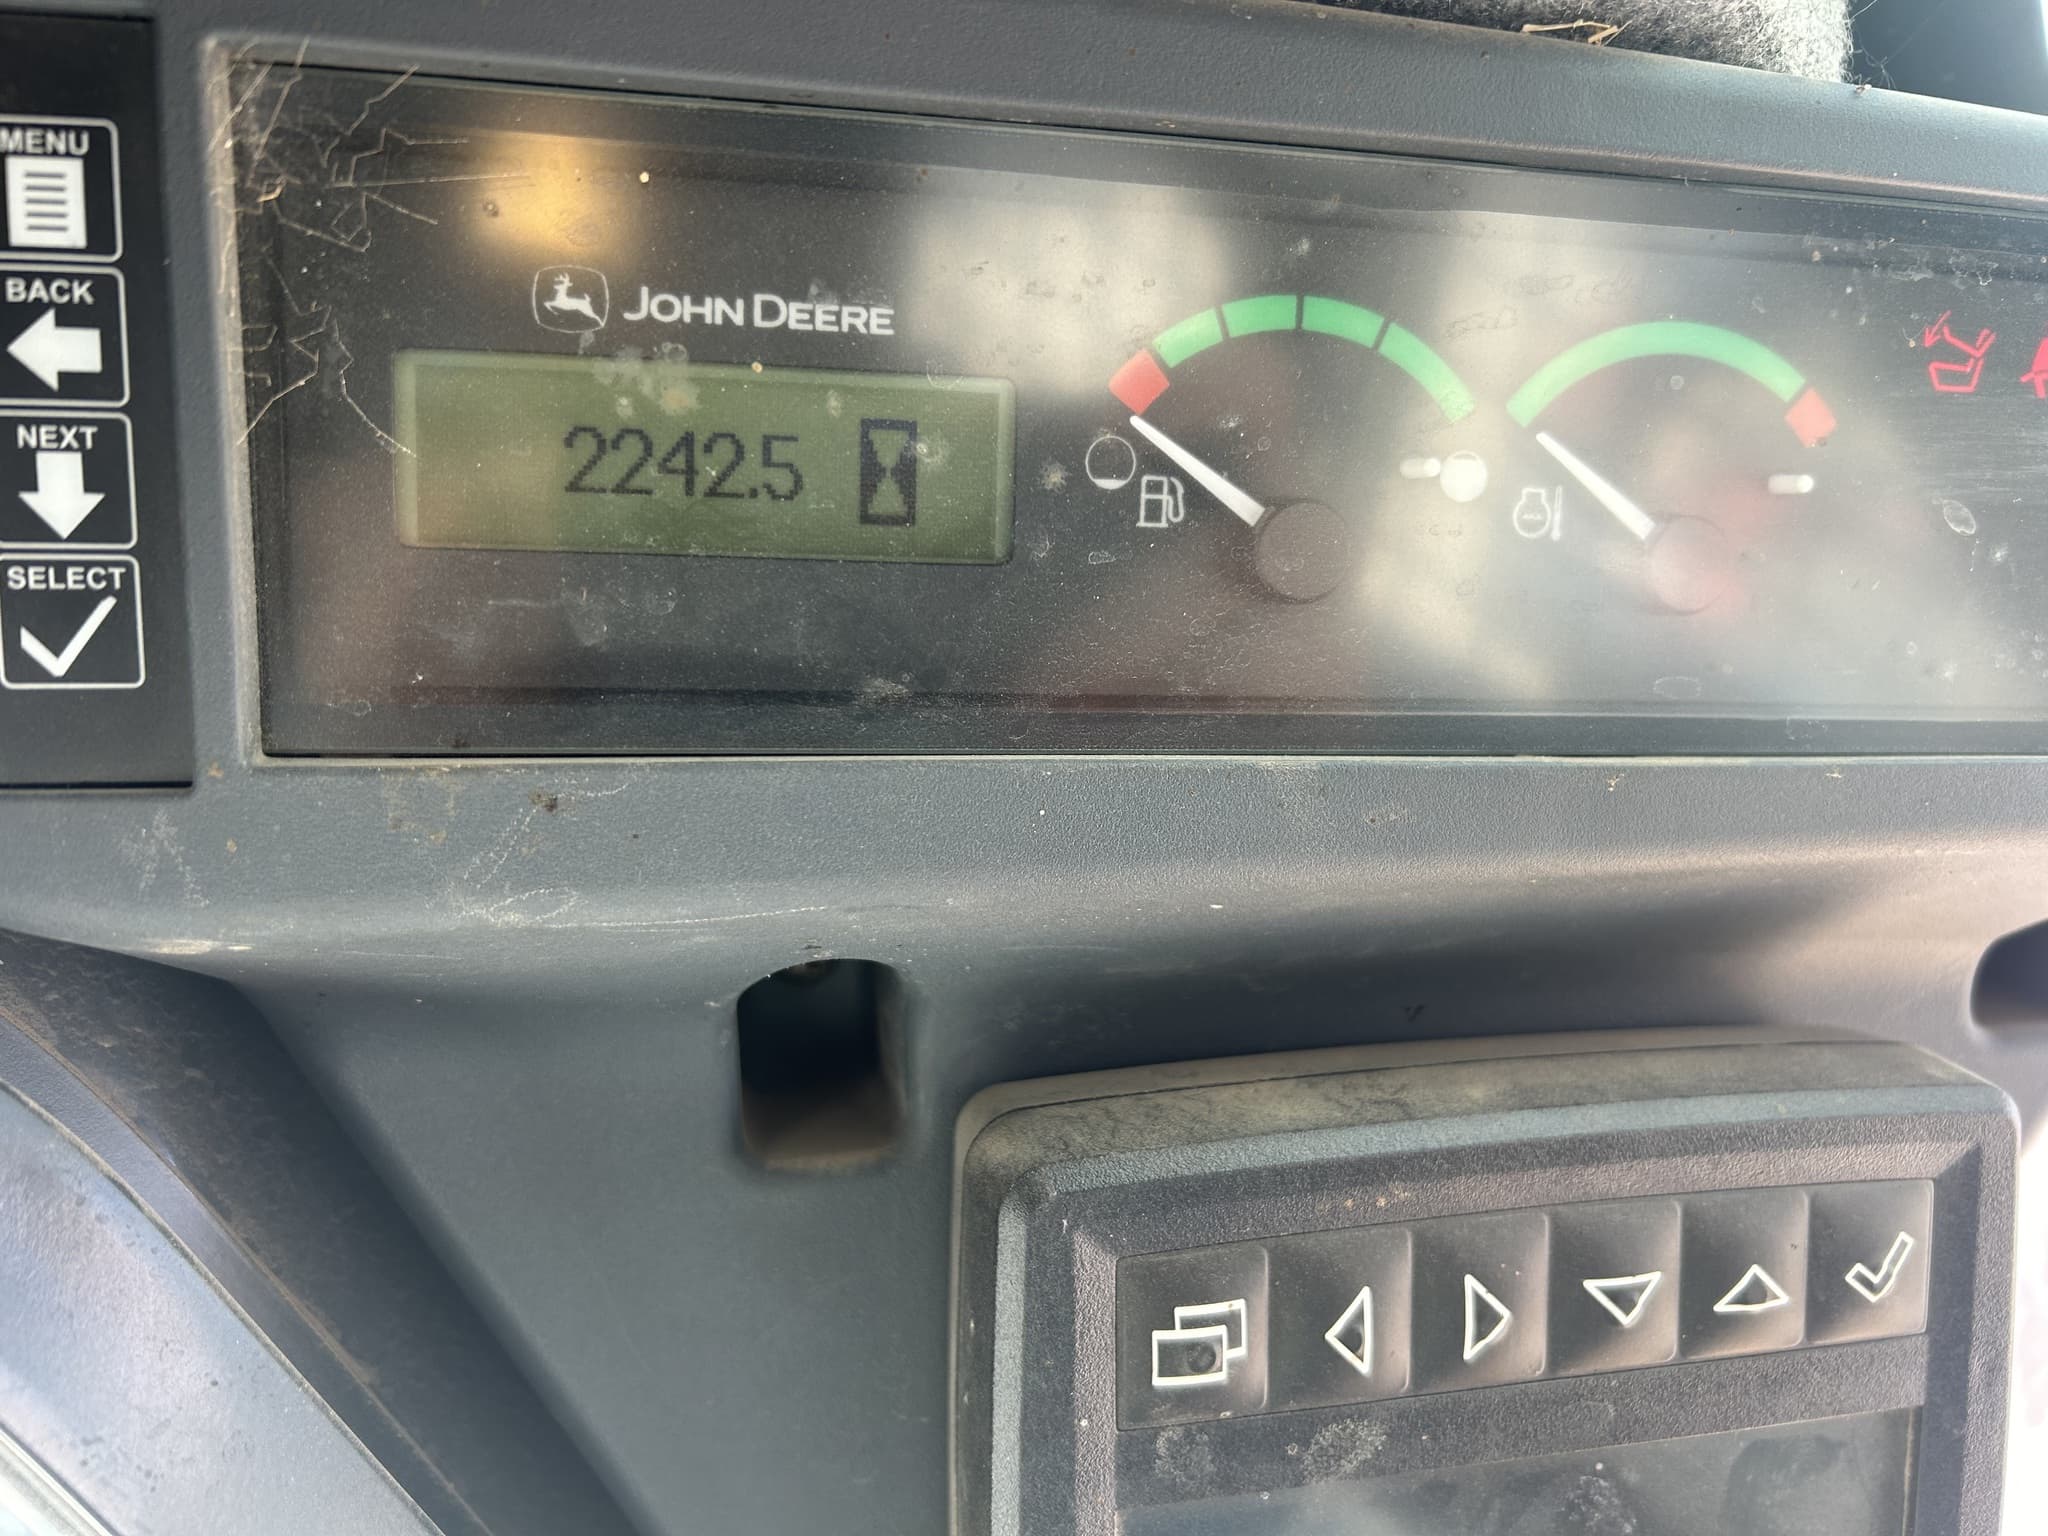 MENU
BACK
NEXT
SELECT
JOHN DEERE
2242.5